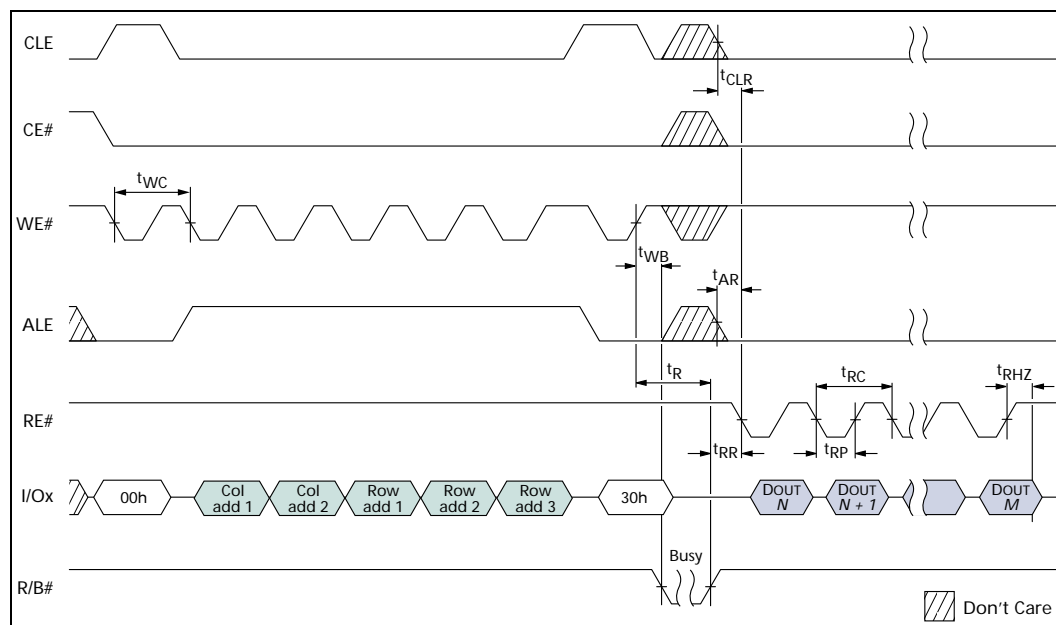 CLE
tCLR
CE#
tWC
WE#
tWB
tAR
ALE
tR
tRC
tRHZ
RE#
tRR
tRP
I/Ox
00h
Col add 1
Col add 2
Row add 1
Row add 2
Row add 3
30h
DOUT N
DOUT N + 1
DOUT M
Busy
R/B#
Don't Care